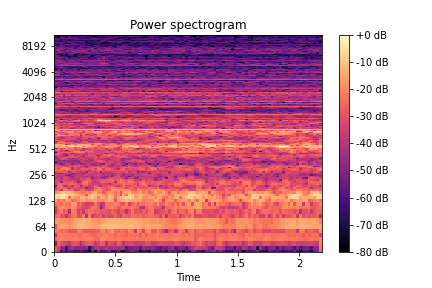 Power spectrogram
Hz
8192
4096
2048
1024
512
256
128
64
0
0
0.5
1
1.5
2
Time
+0 dB
-10 dB
-20 dB
-30 dB
-40 dB
-50 dB
-60 dB
-70 dB
-80 dB